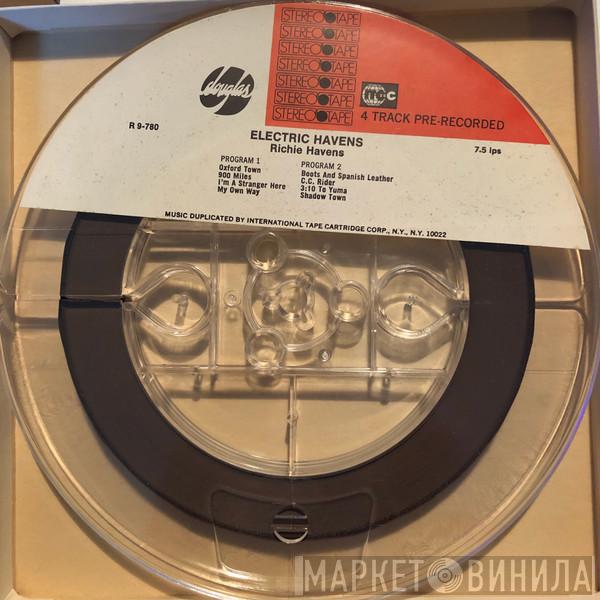 STEREO TAPE
STEREO TAPE
STEREO TAPE
STEREO TAPE
STEREO TAPE
STEREO TAPE
STEREO TAPE
douglas
itcc
4 TRACK PRE-RECORDED
R 9-780
ELECTRIC HAVENS
7.5 ips
Richie Havens
PROGRAM 1
Oxford Town
900 Miles
I'm A Stranger Here
My Own Way
PROGRAM 2
Boots And Spanish Leather
C.C. Rider
3:10 To Yuma
Shadow Town
MUSIC DUPLICATED BY INTERNATIONAL TAPE CARTRIDGE CORP., N.Y., N.Y. 10022
МАРКЕТ ВИНИЛА